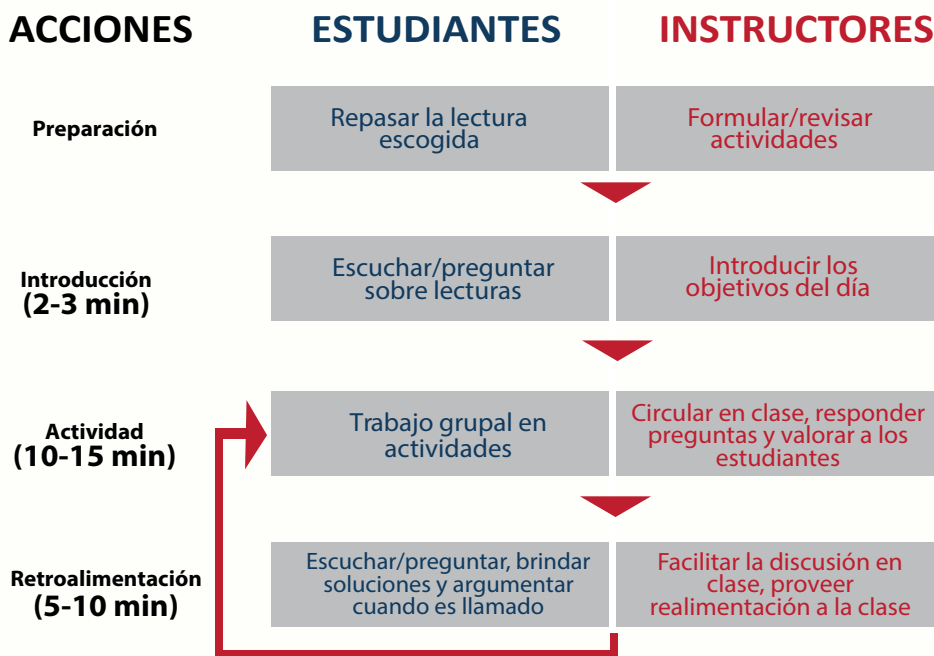 ACCIONES ESTUDIANTES INSTRUCTORES
Preparación
Repasar la lectura
escogida
Formular/revisar
actividades
Introducción
(2-3 min)
Escuchar/preguntar
sobre lecturas
Introducir los
objetivos del día
Actividad
(10-15 min)
Trabajo grupal en
actividades
Circular en clase, responder
preguntas y valorar a los
estudiantes
Retroalimentación
(5-10 min)
Escuchar/preguntar, brindar
soluciones y argumentar
cuando es llamado
Facilitar la discusión en
clase, proveer
realimentación a la clase